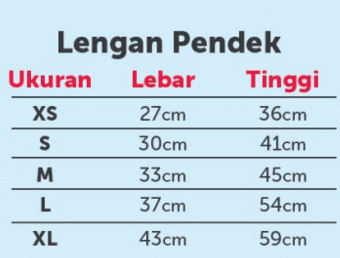 Lengan Pendek
Ukuran Lebar Tinggi
XS 27cm 36cm
S 30cm 41cm
M 33cm 45cm
L 37cm 54cm
XL 43cm 59cm